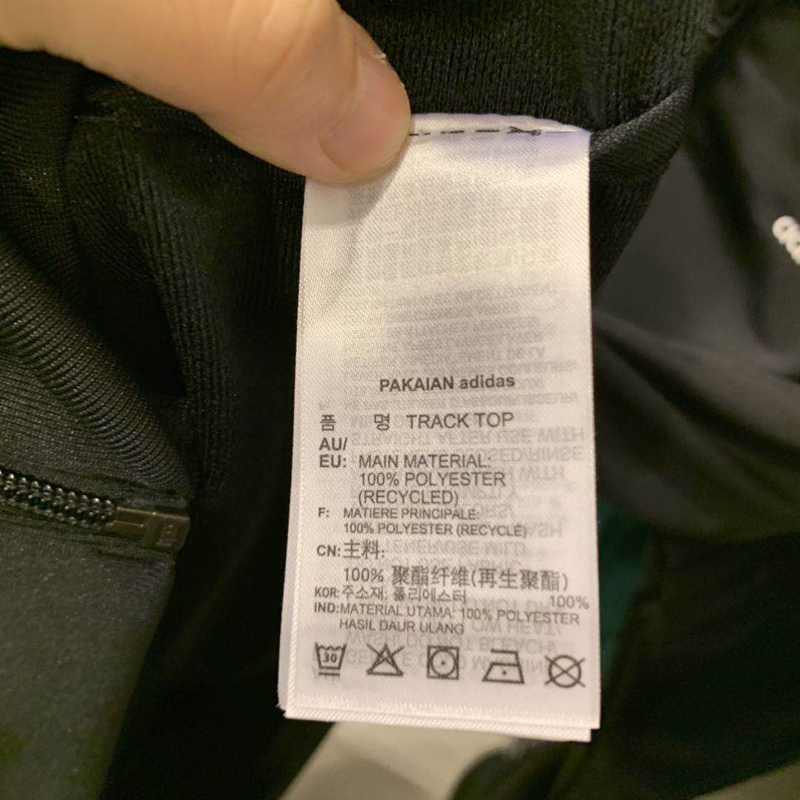 PAKAIAN adidas
품 명 TRACK TOP
AU/
EU: MAIN MATERIAL:
100% POLYESTER
(RECYCLED)
F: MATIERE PRINCIPALE:
100% POLYESTER (RECYCLÉ)
CN:主料:
100% 聚酯纤维(再生聚酯)
KOR:주소재: 폴리에스터 100%
IND:MATERIAL UTAMA: 100% POLYESTER
HASIL DAUR ULANG
30